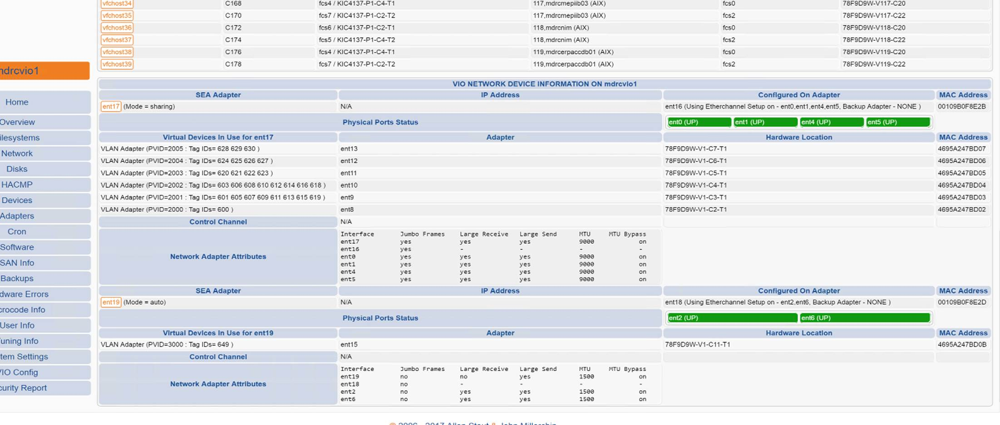 vfchost34 C168 fcs4 / KIC4137-P1-C4-T1 117,mdrcmepiib03 (AIX) fcs0 78F9D9W-V117-C20
vfchost35 C170 fcs7 / KIC4137-P1-C2-T2 117,mdrcmepiib03 (AIX) fcs2 78F9D9W-V117-C22
vfchost36 C172 fcs6 / KIC4137-P1-C2-T1 118,mdrcnim (AIX) fcs0 78F9D9W-V118-C20
vfchost37 C174 fcs5 / KIC4137-P1-C4-T2 118,mdrcnim (AIX) fcs2 78F9D9W-V118-C22
vfchost38 C176 fcs4 / KIC4137-P1-C4-T1 119,mdrcerpaccdb01 (AIX) fcs0 78F9D9W-V119-C20
vfchost39 C178 fcs7 / KIC4137-P1-C2-T2 119,mdrcerpaccdb01 (AIX) fcs2 78F9D9W-V119-C22
mdrcvio1
Home
Overview
ilesystems
Network
Disks
HACMP
Devices
Adapters
Cron
Software
SAN Info
Backups
dware Errors
crocode Info
User Info
uning Info
tem Settings
VIO Config
curity Report
VIO NETWORK DEVICE INFORMATION ON mdrcvio1
SEA Adapter IP Address Configured On Adapter MAC Address
ent17 (Mode = sharing) N/A ent16 (Using Etherchannel Setup on - ent0,ent1,ent4,ent5, Backup Adapter - NONE ) 00109B0F8E2B
Physical Ports Status ent0 (UP) ent1 (UP) ent4 (UP) ent5 (UP)
Virtual Devices In Use for ent17 Adapter Hardware Location MAC Address
VLAN Adapter (PVID=2005 : Tag IDs= 628 629 630 ) ent13 78F9D9W-V1-C7-T1 4695A247BD07
VLAN Adapter (PVID=2004 : Tag IDs= 624 625 626 627 ) ent12 78F9D9W-V1-C6-T1 4695A247BD06
VLAN Adapter (PVID=2003 : Tag IDs= 620 621 622 623 ) ent11 78F9D9W-V1-C5-T1 4695A247BD05
VLAN Adapter (PVID=2002 : Tag IDs= 603 606 608 610 612 614 616 618 ) ent10 78F9D9W-V1-C4-T1 4695A247BD04
VLAN Adapter (PVID=2001 : Tag IDs= 601 605 607 609 611 613 615 619 ) ent9 78F9D9W-V1-C3-T1 4695A247BD03
VLAN Adapter (PVID=2000 : Tag IDs= 600 ) ent8 78F9D9W-V1-C2-T1 4695A247BD02
Control Channel N/A
Network Adapter Attributes
Interface Jumbo Frames Large Receive Large Send MTU MTU Bypass
ent17 yes yes yes 9000 on
ent16 yes - - - -
ent0 yes yes yes 9000 on
ent1 yes yes yes 9000 on
ent4 yes yes yes 9000 on
ent5 yes yes yes 9000 on
SEA Adapter IP Address Configured On Adapter MAC Address
ent19 (Mode = auto) N/A ent18 (Using Etherchannel Setup on - ent2,ent6, Backup Adapter - NONE ) 00109B0F8E2D
Physical Ports Status ent2 (UP) ent6 (UP)
Virtual Devices In Use for ent19 Adapter Hardware Location MAC Address
VLAN Adapter (PVID=3000 : Tag IDs= 649 ) ent15 78F9D9W-V1-C11-T1 4695A247BD0B
Control Channel N/A
Network Adapter Attributes
Interface Jumbo Frames Large Receive Large Send MTU MTU Bypass
ent19 no no yes 1500 on
ent18 no - - - -
ent2 no yes yes 1500 on
ent6 no yes yes 1500 on